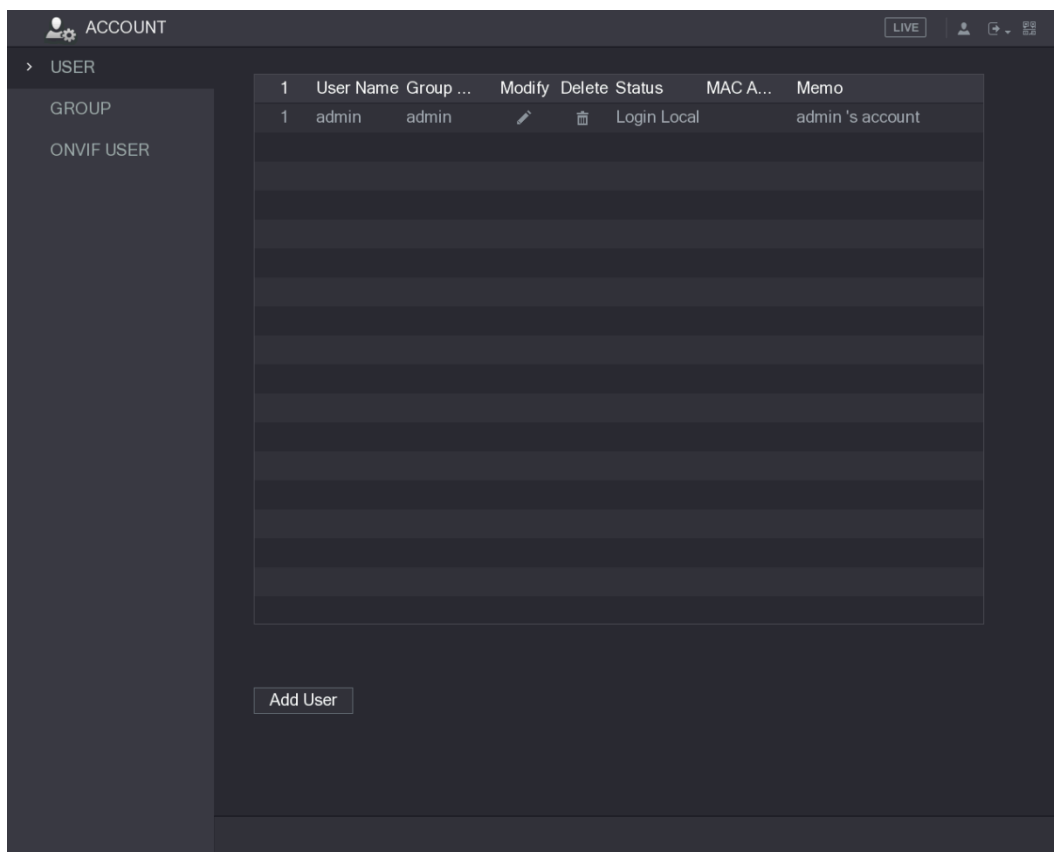 ACCOUNT LIVE
USER
GROUP
ONVIF USER
1 User Name Group ... Modify Delete Status MAC A... Memo
1 admin admin Login Local admin 's account
Add User